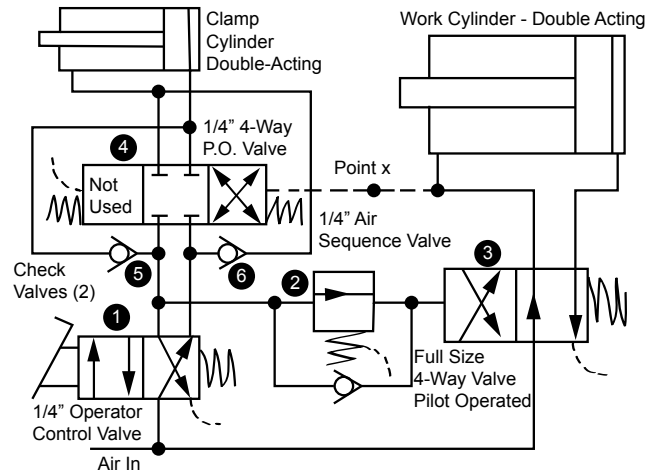 Clamp
Cylinder
Double-Acting
Work Cylinder - Double Acting
1/4” 4-Way
P.O. Valve
4
Not
Used
Point x
1/4” Air
Sequence Valve
Check
Valves (2)
5
6
2
3
1
Full Size
4-Way Valve
Pilot Operated
1/4” Operator
Control Valve
Air In